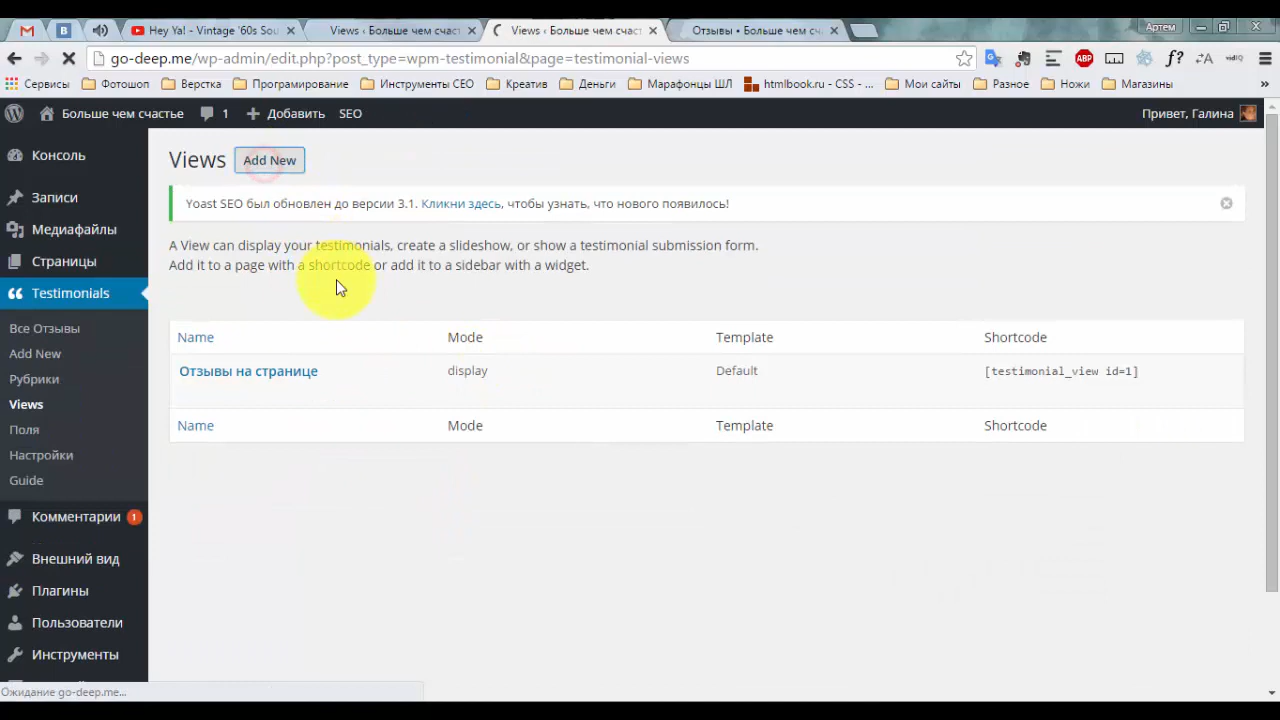 Hey Ya! - Vintage '60s Sou
Views ‹ Больше чем счаст
Views ‹ Больше чем счаст
Отзывы • Больше чем сч
Артем
go-deep.me/wp-admin/edit.php?post_type=wpm-testimonial&page=testimonial-views
Сервисы
Фотошоп
Верстка
Програмирование
Инструменты СЕО
Креатив
Деньги
Марафонцы ШЛ
htmlbook.ru - CSS - ...
Мои сайты
Разное
Ножи
Магазины
Больше чем счастье
1
Добавить
SEO
Привет, Галина
Консоль
Записи
Медиафайлы
Страницы
Testimonials
Все Отзывы
Add New
Рубрики
Views
Поля
Настройки
Guide
Комментарии 1
Внешний вид
Плагины
Пользователи
Инструменты
Ожидание go-deep.me...
Views
Add New
Yoast SEO был обновлен до версии 3.1. Кликни здесь, чтобы узнать, что нового появилось!
A View can display your testimonials, create a slideshow, or show a testimonial submission form.
Add it to a page with a shortcode or add it to a sidebar with a widget.
Name Mode Template Shortcode
Отзывы на странице display Default [testimonial_view id=1]
Name Mode Template Shortcode